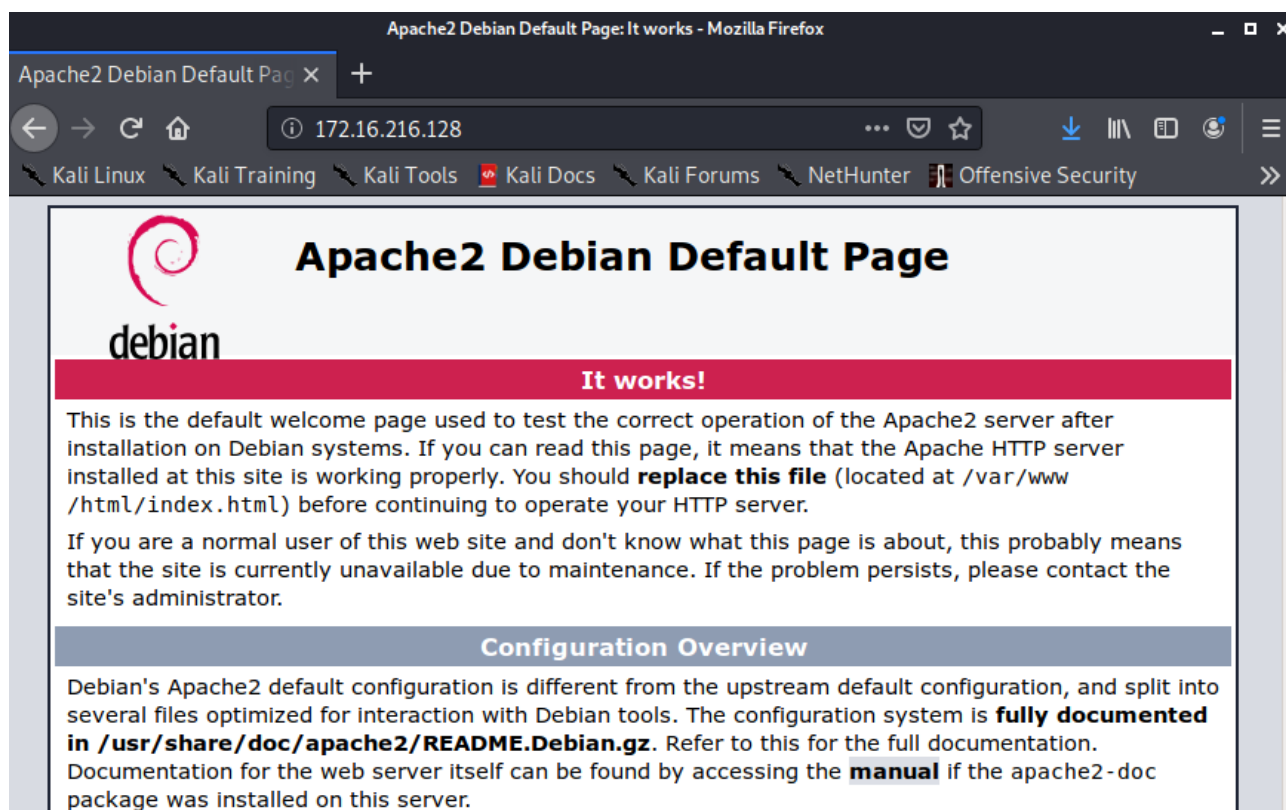 Apache2 Debian Default Page: It works - Mozilla Firefox
Apache2 Debian Default Pag
172.16.216.128
Kali Linux Kali Training Kali Tools Kali Docs Kali Forums NetHunter Offensive Security
debian
Apache2 Debian Default Page
It works!
This is the default welcome page used to test the correct operation of the Apache2 server after
installation on Debian systems. If you can read this page, it means that the Apache HTTP server
installed at this site is working properly. You should replace this file (located at /var/www
/html/index.html) before continuing to operate your HTTP server.
If you are a normal user of this web site and don't know what this page is about, this probably means
that the site is currently unavailable due to maintenance. If the problem persists, please contact the
site's administrator.
Configuration Overview
Debian's Apache2 default configuration is different from the upstream default configuration, and split into
several files optimized for interaction with Debian tools. The configuration system is fully documented
in /usr/share/doc/apache2/README.Debian.gz. Refer to this for the full documentation.
Documentation for the web server itself can be found by accessing the manual if the apache2-doc
package was installed on this server.